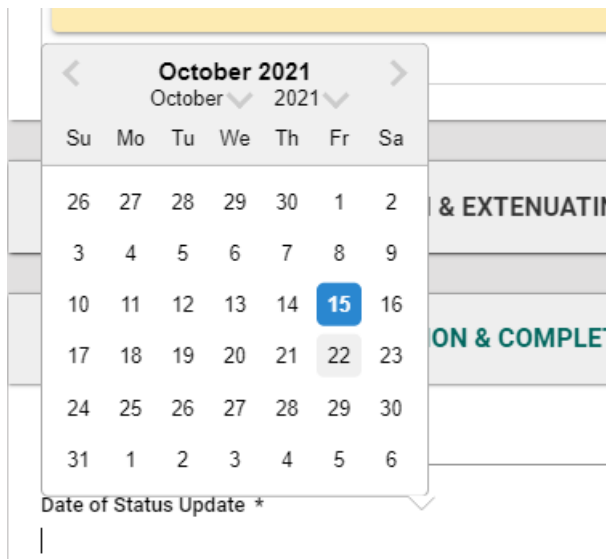 October 2021
October 2021
Su Mo Tu We Th Fr Sa
26 27 28 29 30 1 2
& EXTENUATIN
3 4 5 6 7 8 9
10 11 12 13 14 15 16
ION & COMPLET
17 18 19 20 21 22 23
24 25 26 27 28 29 30
31 1 2 3 4 5 6
Date of Status Update *